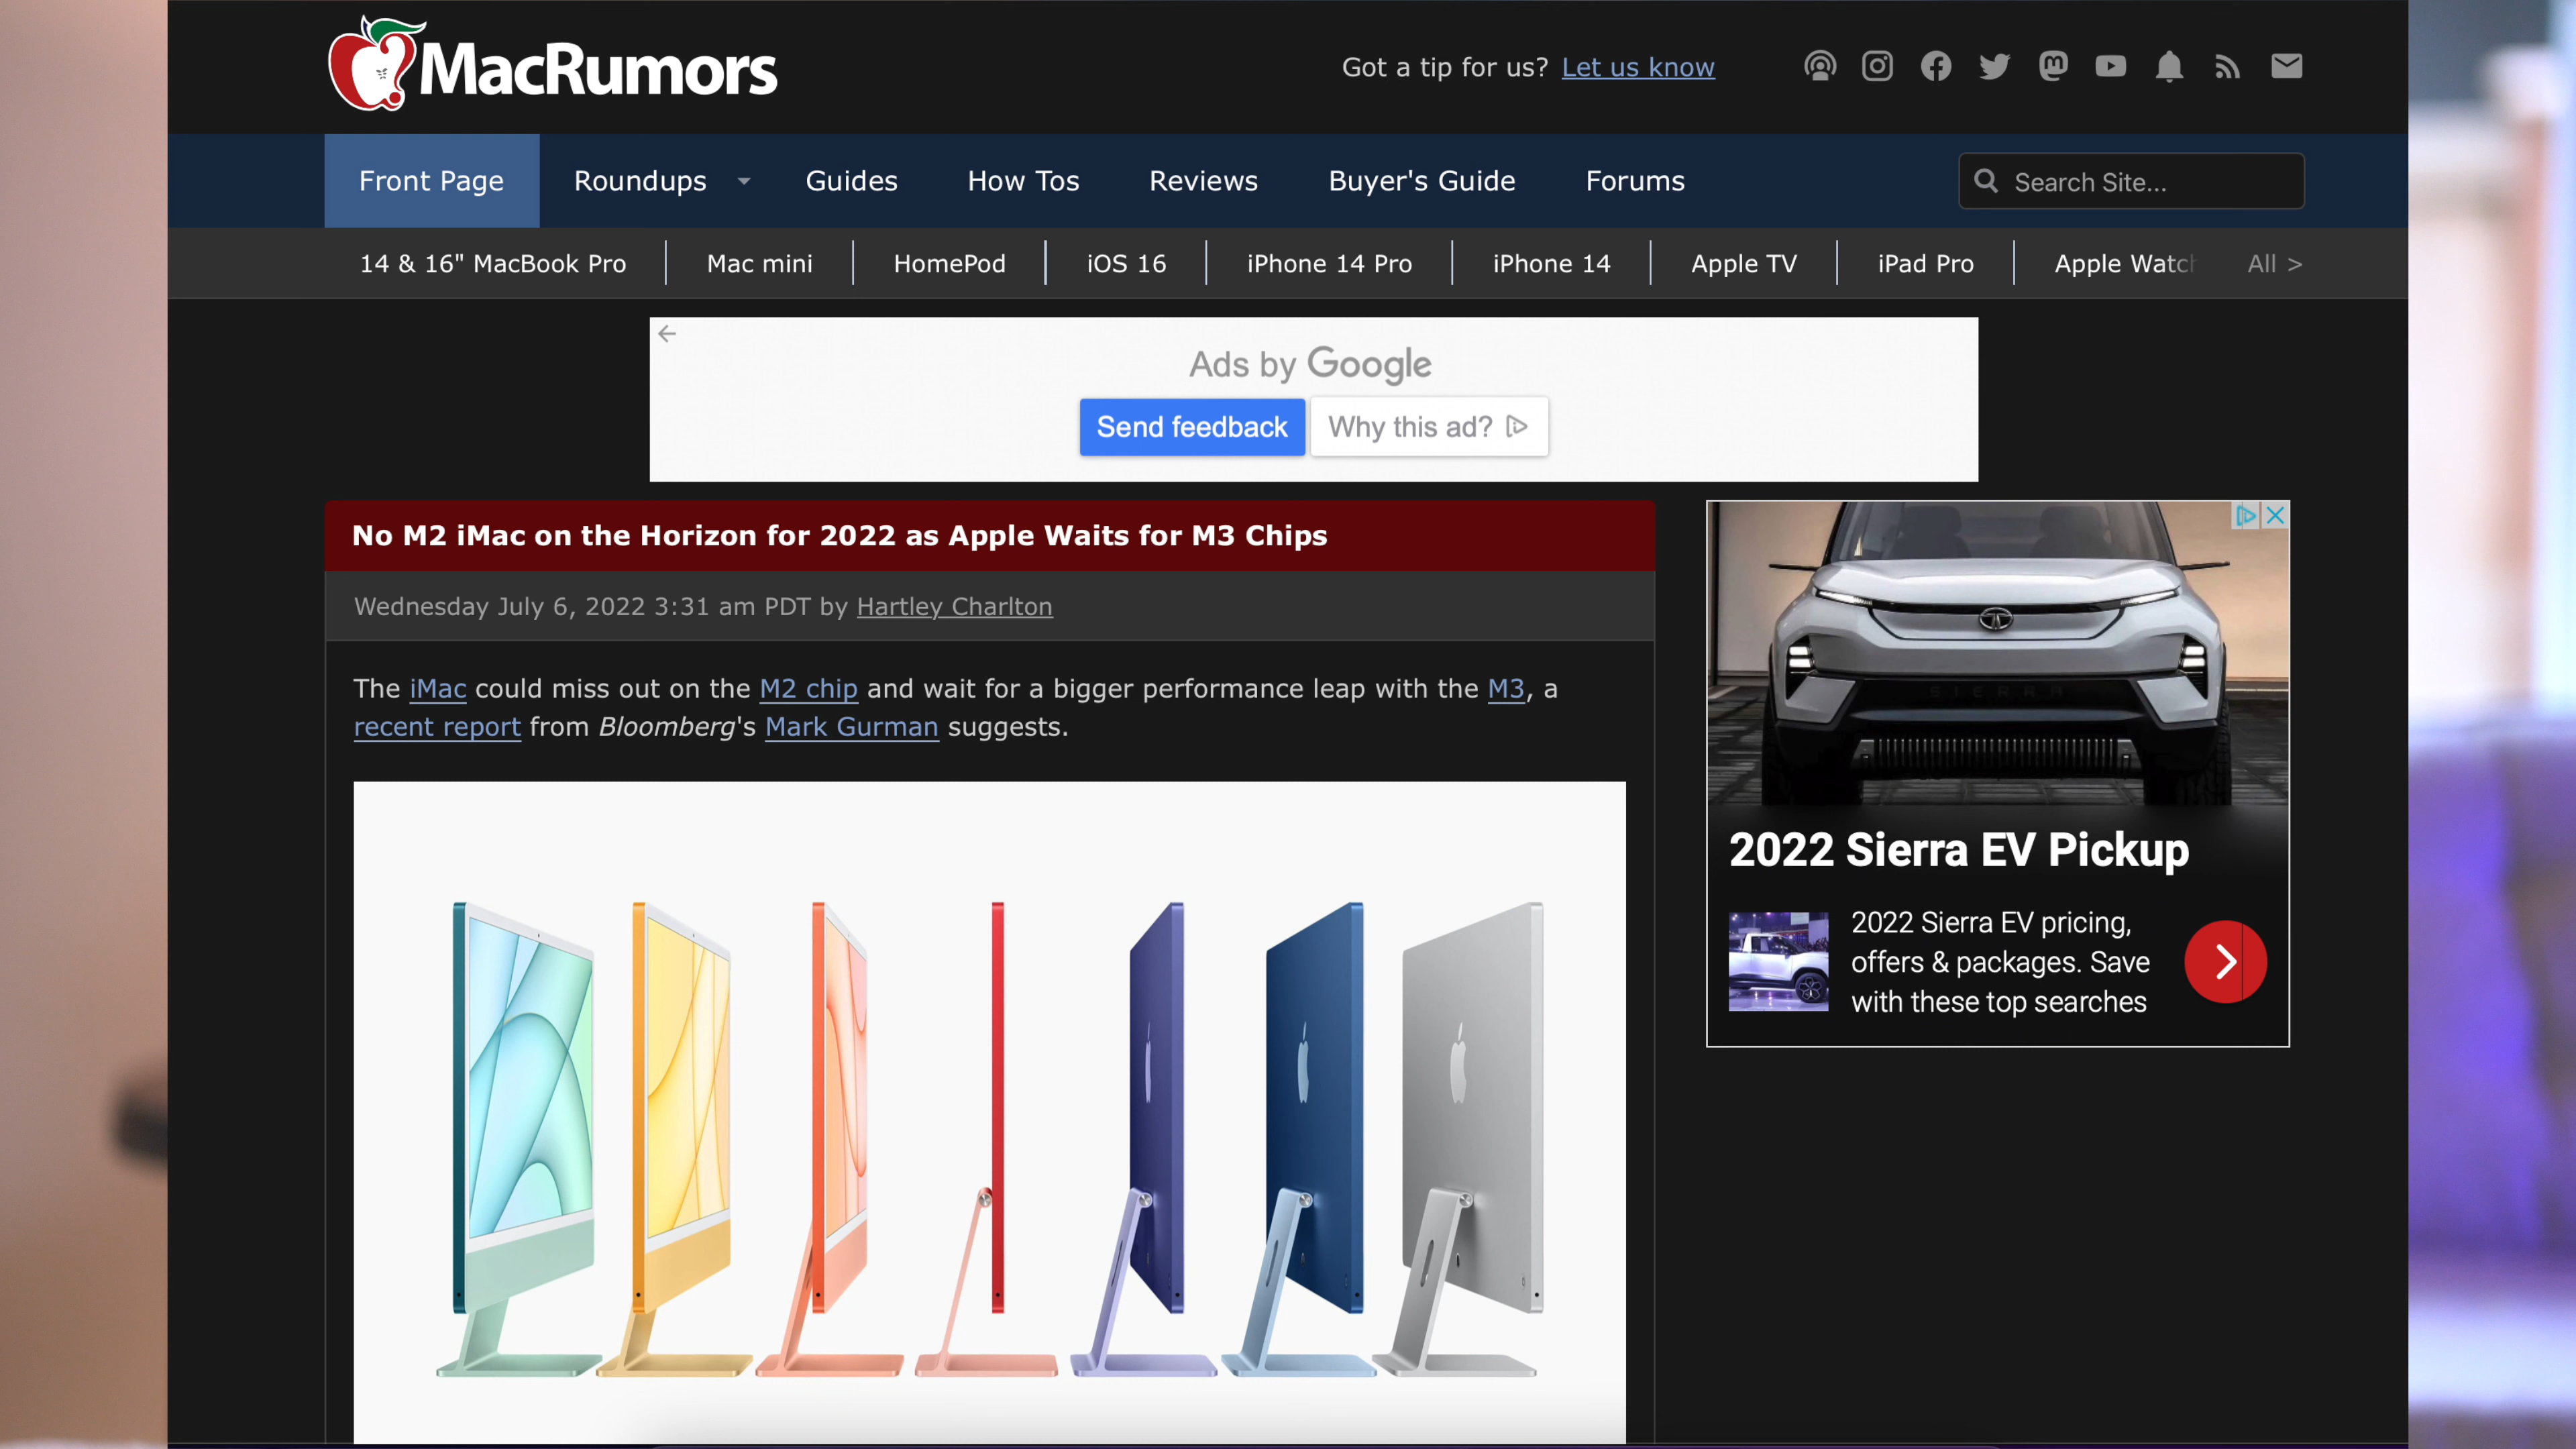 MacRumors
Got a tip for us? Let us know
Front Page Roundups Guides How Tos Reviews Buyer's Guide Forums Search Site...
14 & 16" MacBook Pro Mac mini HomePod iOS 16 iPhone 14 Pro iPhone 14 Apple TV iPad Pro Apple Watch All >
Ads by Google
Send feedback Why this ad?
No M2 iMac on the Horizon for 2022 as Apple Waits for M3 Chips
Wednesday July 6, 2022 3:31 am PDT by Hartley Charlton
The iMac could miss out on the M2 chip and wait for a bigger performance leap with the M3, a
recent report from Bloomberg's Mark Gurman suggests.
SIERRA
2022 Sierra EV Pickup
2022 Sierra EV pricing,
offers & packages. Save
with these top searches